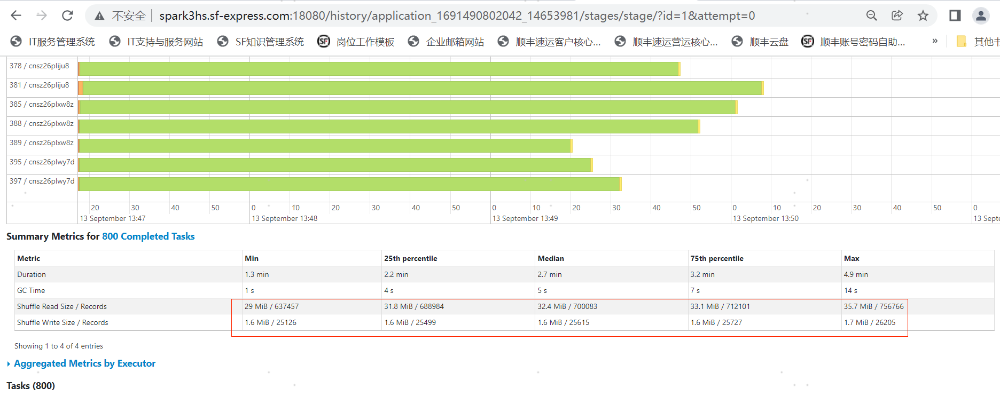 不安全 | spark3hs.sf-express.com:18080/history/application_1691490802042_14653981/stages/stage/?id=1&attempt=0
IT服务管理系统 IT支持与服务网站 SF知识管理系统 SF 岗位工作模板 企业邮箱网站 顺丰速运客户核心... 顺丰速运营运核心... 顺丰云盘 SF 顺丰账号密码自助... » 其他书
378 / cnsz26pliju8
381 / cnsz26pliju8
385 / cnsz26plxw8z
388 / cnsz26plxw8z
389 / cnsz26plxw8z
395 / cnsz26plwy7d
397 / cnsz26plwy7d
20 30 40 50 0 10 20 30 40 50 0 10 20 30 40 50 0 10 20 30 40 50 0
13 September 13:47 13 September 13:48 13 September 13:49 13 September 13:50 13 Septe
Summary Metrics for 800 Completed Tasks
Metric Min 25th percentile Median 75th percentile Max
Duration 1.3 min 2.2 min 2.7 min 3.2 min 4.9 min
GC Time 1 s 4 s 5 s 7 s 14 s
Shuffle Read Size / Records 29 MiB / 637457 31.8 MiB / 688984 32.4 MiB / 700083 33.1 MiB / 712101 35.7 MiB / 756766
Shuffle Write Size / Records 1.6 MiB / 25126 1.6 MiB / 25499 1.6 MiB / 25615 1.6 MiB / 25727 1.7 MiB / 26205
Showing 1 to 4 of 4 entries
Aggregated Metrics by Executor
Tasks (800)